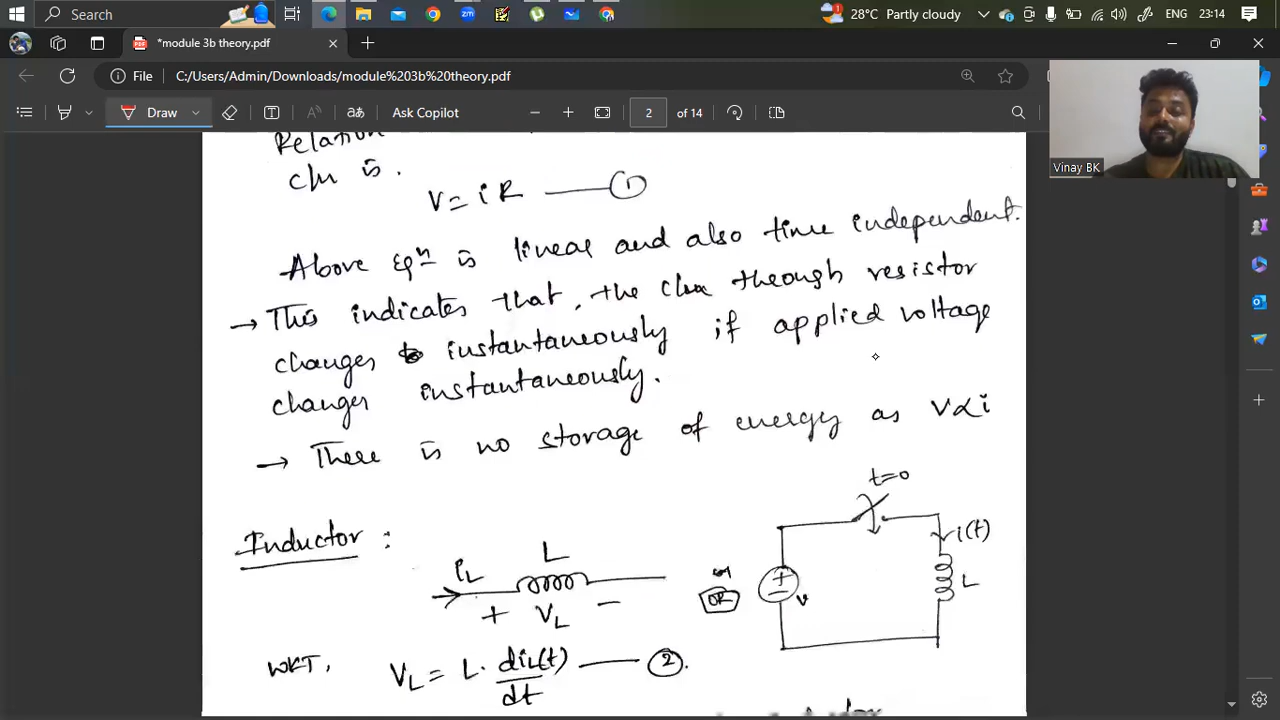 Search
28°C Partly cloudy
ENG
23:14
*module 3b theory.pdf
File
C:/Users/Admin/Downloads/module%203b%20theory.pdf
Draw
aあ
Ask Copilot
2 of 14
Vinay BK
Relation
is.
V = iR — ①
Above Eqn is linear and also time independent.
→ This indicates that, the through resistor
changes instantaneously if applied voltage
changes instantaneously.
→ There is no storage of energy as V∝i
t=0
Inductor :
iL L
+ VL −
OR
+ − V
i(t)
L
WKT, VL = L. diL(t)/dt — ②.